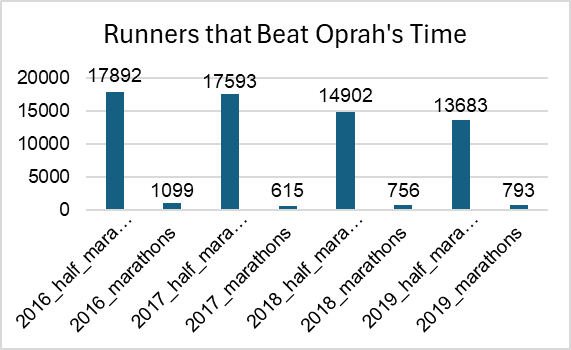 Runners that Beat Oprah's Time
20000
15000
10000
5000
0
17892
1099
17593
615
14902
756
13683
793
2016_half_mara...
2016_marathons
2017_half_mara...
2017_marathons
2018_half_mara...
2018_marathons
2019_half_mara...
2019_marathons